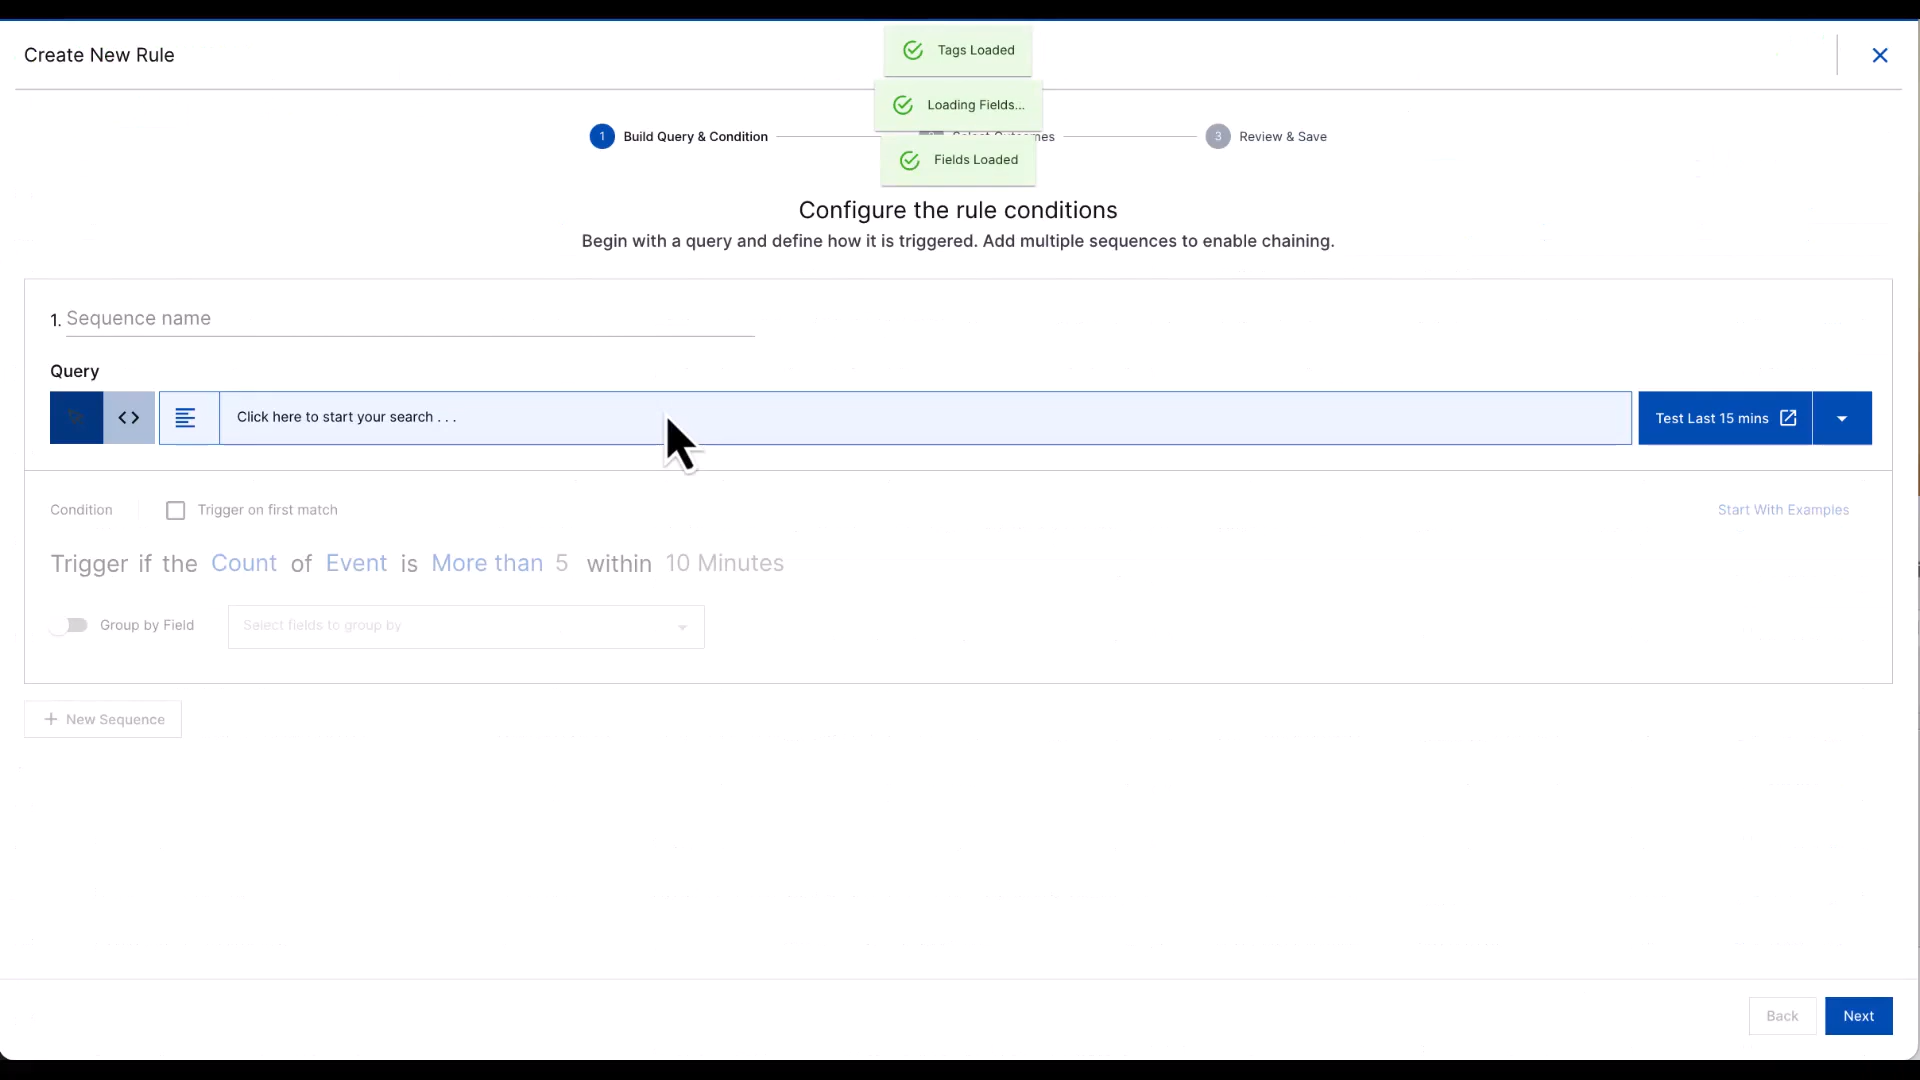 Create New Rule
Tags Loaded
Loading Fields...
1 Build Query & Condition
3 Review & Save
Fields Loaded
Configure the rule conditions
Begin with a query and define how it is triggered. Add multiple sequences to enable chaining.
1. Sequence name
Query
Click here to start your search . . .
Test Last 15 mins
Condition
Trigger on first match
Start With Examples
Trigger if the Count of Event is More than 5 within 10 Minutes
Group by Field
Select fields to group by
+ New Sequence
Back
Next